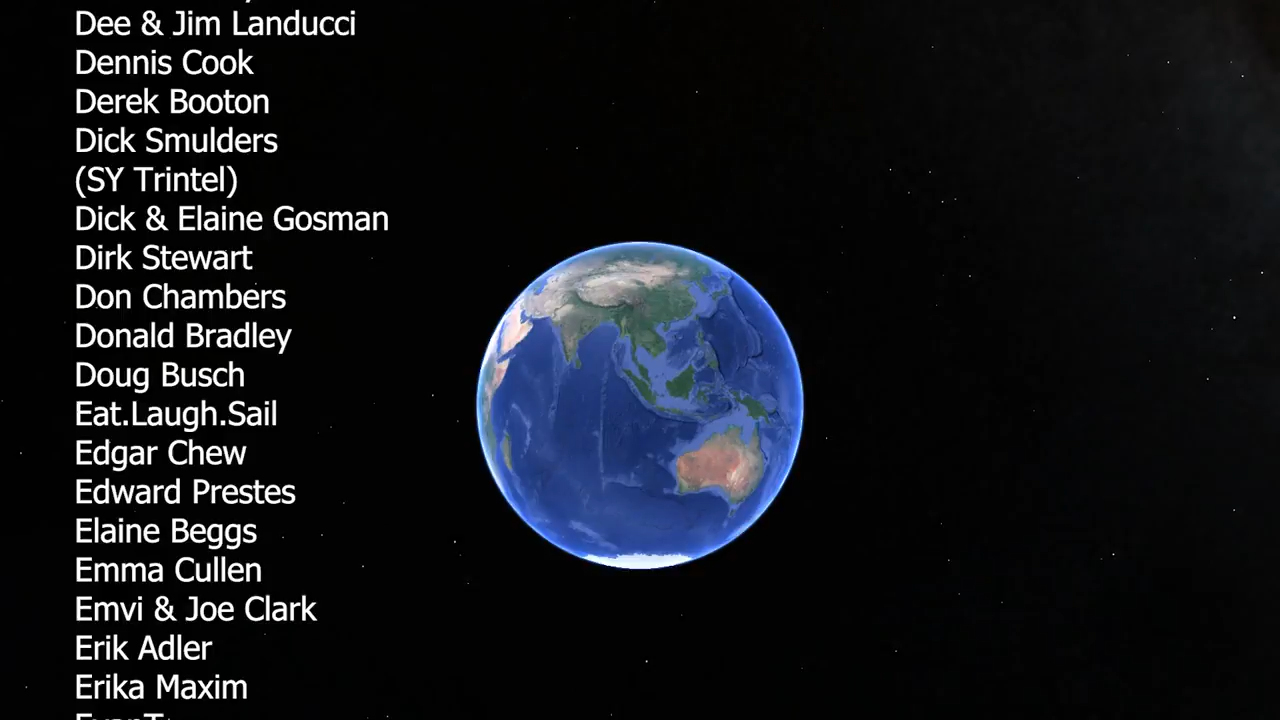 Dee & Jim Landucci
Dennis Cook
Derek Booton
Dick Smulders
(SY Trintel)
Dick & Elaine Gosman
Dirk Stewart
Don Chambers
Donald Bradley
Doug Busch
Eat.Laugh.Sail
Edgar Chew
Edward Prestes
Elaine Beggs
Emma Cullen
Emvi & Joe Clark
Erik Adler
Erika Maxim